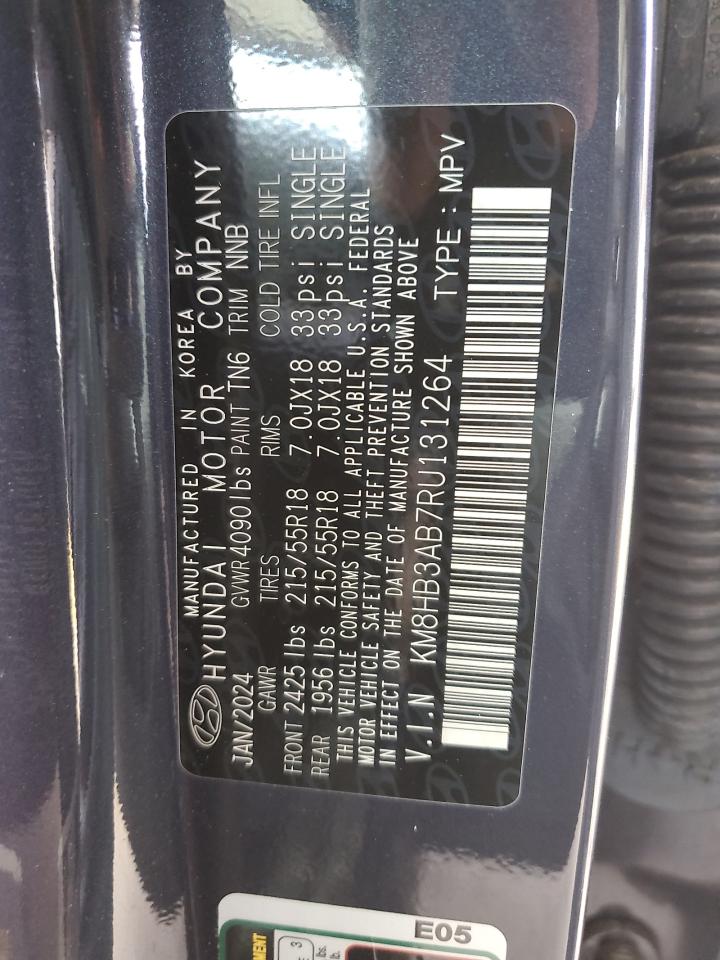 MANUFACTURED IN KOREA BY
HYUNDAI MOTOR COMPANY
JAN/2024 GVWR 4090 lbs PAINT TN6 TRIM NNB
GAWR TIRES RIMS COLD TIRE INFL
FRONT 2425 lbs 215/55R18 7.0JX18 33psi SINGLE
REAR 1956 lbs 215/55R18 7.0JX18 33psi SINGLE
THIS VEHICLE CONFORMS TO ALL APPLICABLE U.S.A. FEDERAL
MOTOR VEHICLE SAFETY AND THEFT PREVENTION STANDARDS
IN EFFECT ON THE DATE OF MANUFACTURE SHOWN ABOVE
V.I.N KM8HB3AB7RU131264 TYPE : MPV
E05
3
lbs.
lb.